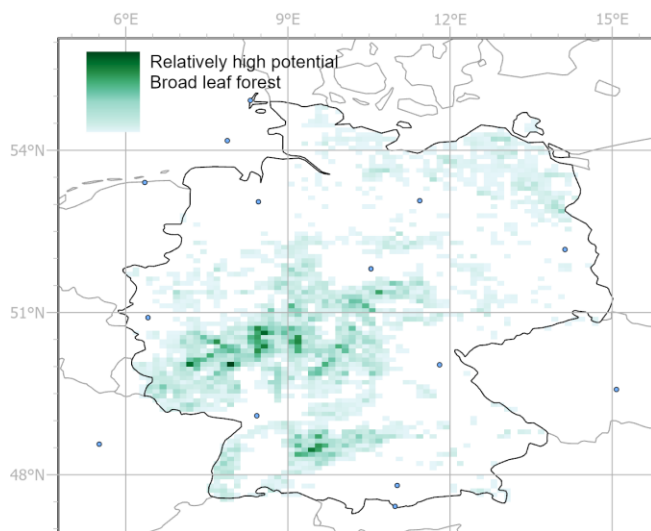 6°E 9°E 12°E 15°E
Relatively high potential
Broad leaf forest
54°N
51°N
48°N